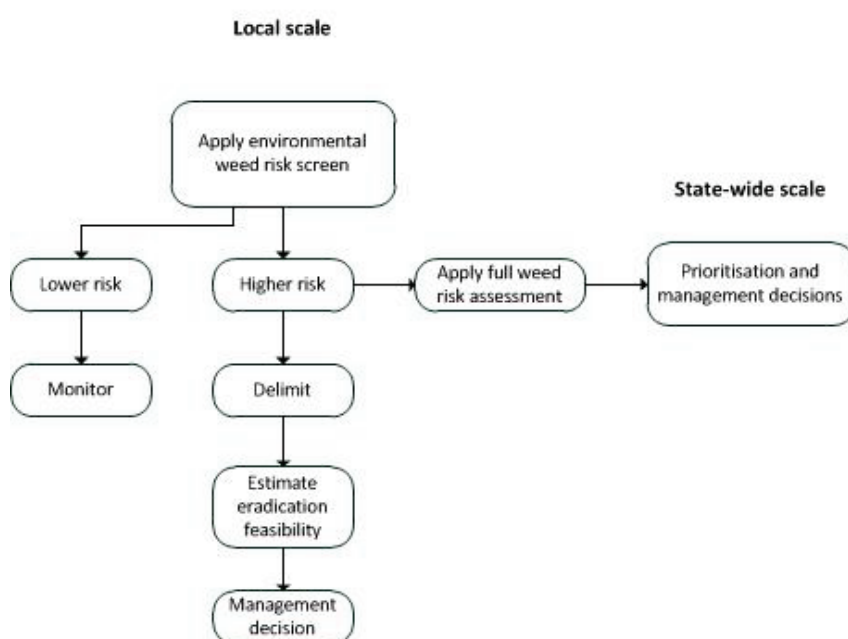 Local scale
Apply environmental
weed risk screen
State-wide scale
Lower risk
Higher risk
Apply full weed
risk assessment
Prioritisation and
management decisions
Monitor
Delimit
Estimate
eradication
feasibility
Management
decision